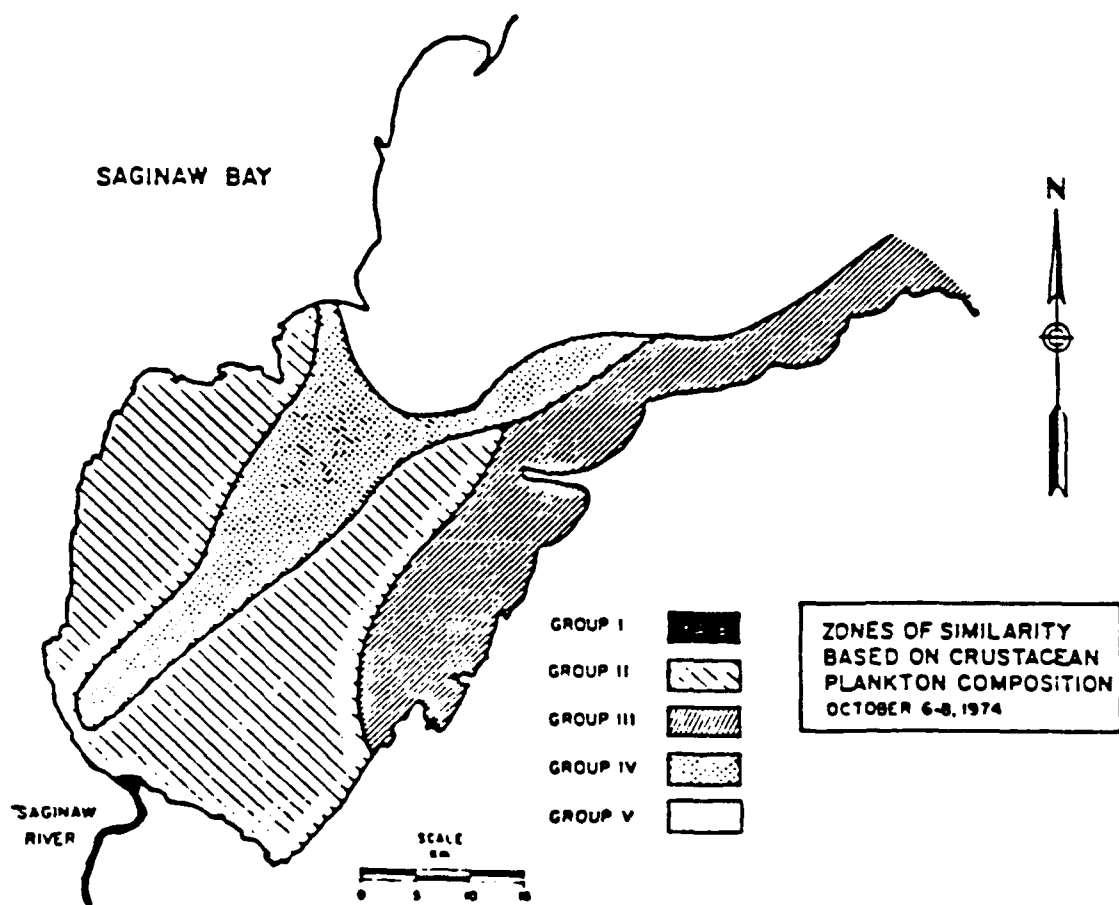 SAGINAW BAY
N
GROUP I
GROUP II
GROUP III
GROUP IV
GROUP V
ZONES OF SIMILARITY
BASED ON CRUSTACEAN
PLANKTON COMPOSITION
OCTOBER 6-8, 1974
SAGINAW
RIVER
SCALE
km
0 5 10 15